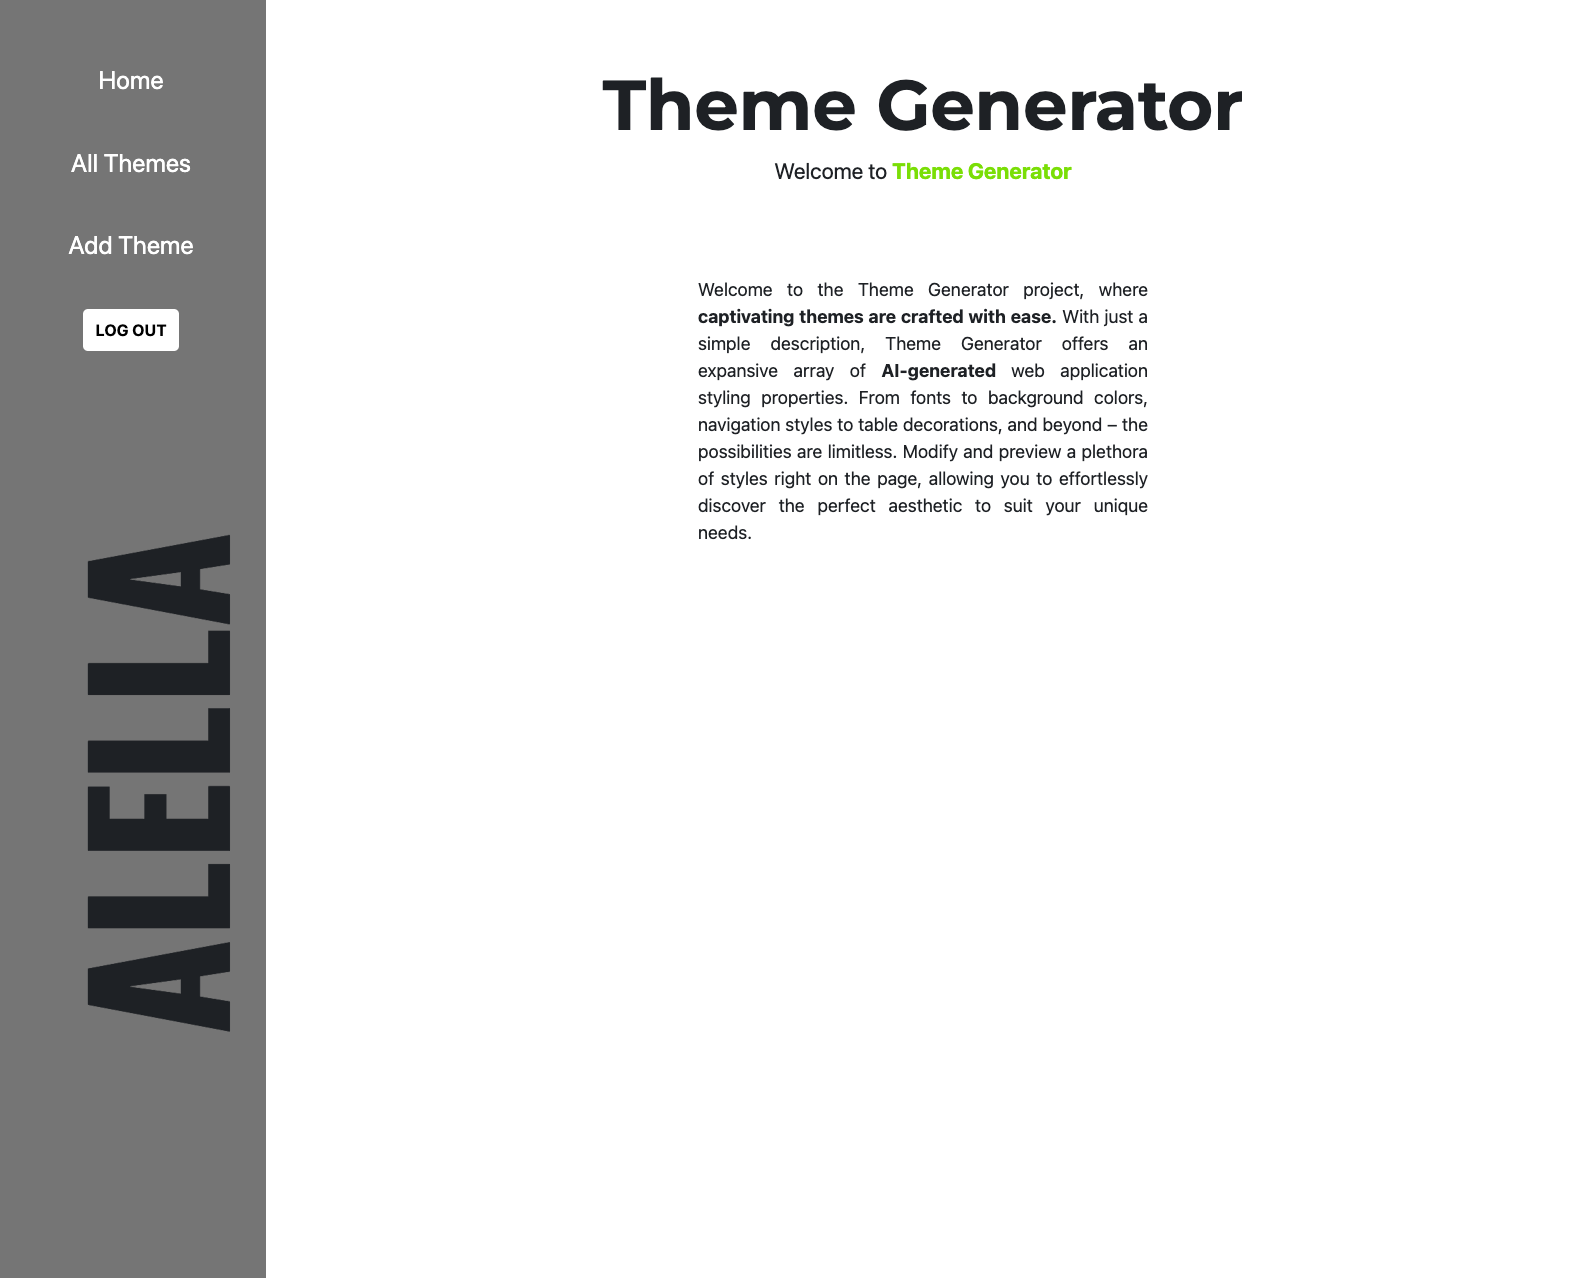 Home
All Themes
Add Theme
LOG OUT
ALELLA
Theme Generator
Welcome to Theme Generator
Welcome to the Theme Generator project, where
captivating themes are crafted with ease. With just a
simple description, Theme Generator offers an
expansive array of AI-generated web application
styling properties. From fonts to background colors,
navigation styles to table decorations, and beyond – the
possibilities are limitless. Modify and preview a plethora
of styles right on the page, allowing you to effortlessly
discover the perfect aesthetic to suit your unique
needs.